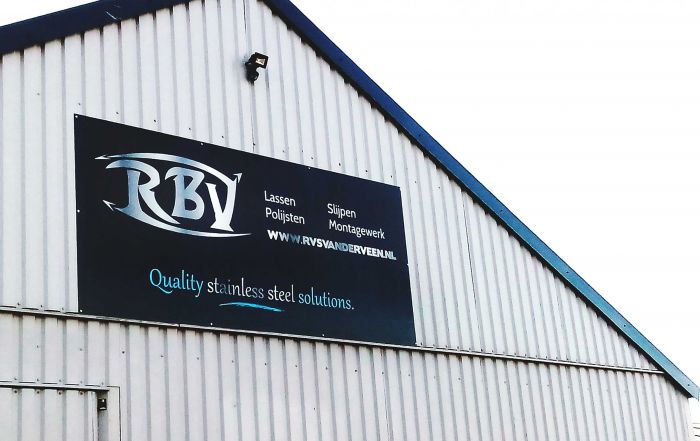 RBV
Lassen Slijpen
Polijsten Montagewerk
WWW.RVSVANDERVEEN.NL
Quality stainless steel solutions.